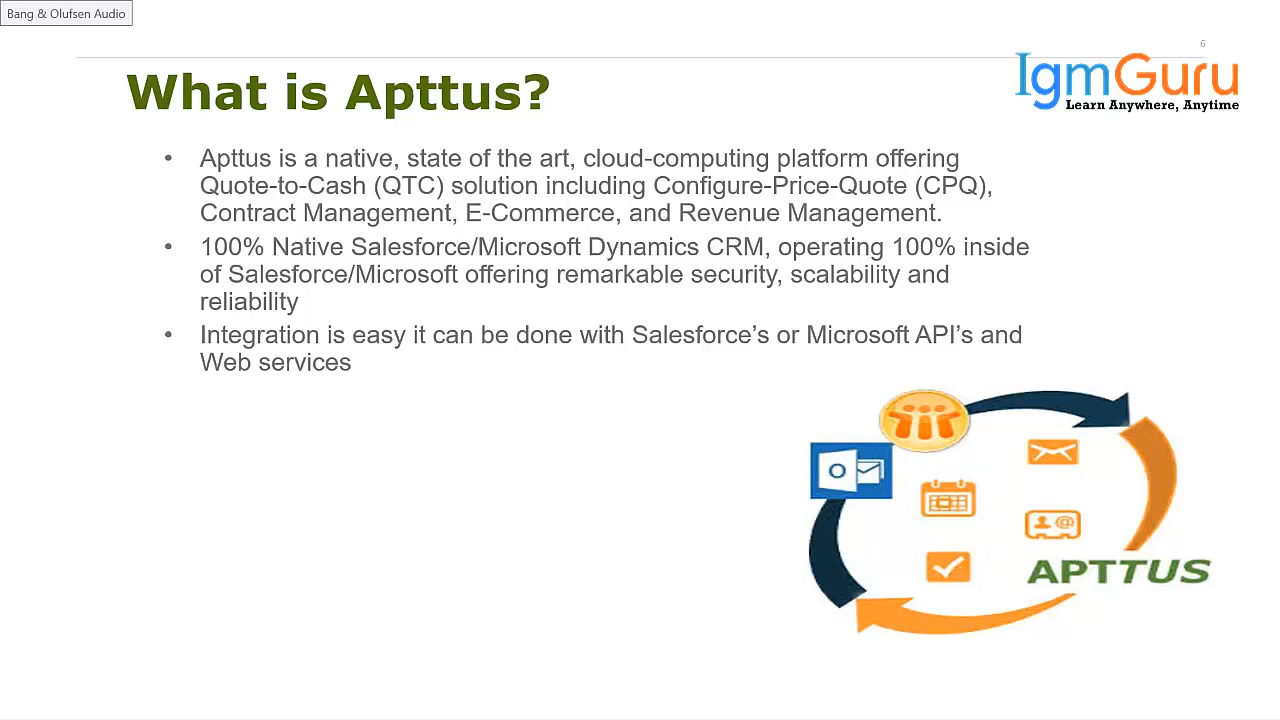 Bang & Olufsen Audio
6
IgmGuru
Learn Anywhere, Anytime
What is Apttus?
• Apttus is a native, state of the art, cloud-computing platform offering
Quote-to-Cash (QTC) solution including Configure-Price-Quote (CPQ),
Contract Management, E-Commerce, and Revenue Management.
• 100% Native Salesforce/Microsoft Dynamics CRM, operating 100% inside
of Salesforce/Microsoft offering remarkable security, scalability and
reliability
• Integration is easy it can be done with Salesforce’s or Microsoft API’s and
Web services
O
@
APTTUS